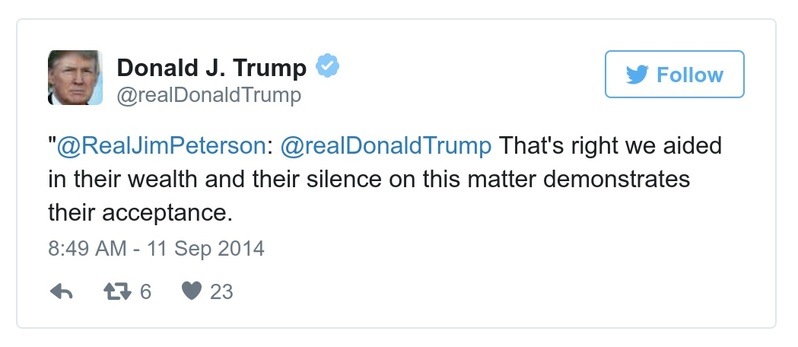 Donald J. Trump
@realDonaldTrump
Follow
"@RealJimPeterson: @realDonaldTrump That's right we aided
in their wealth and their silence on this matter demonstrates
their acceptance.
8:49 AM - 11 Sep 2014
6 23